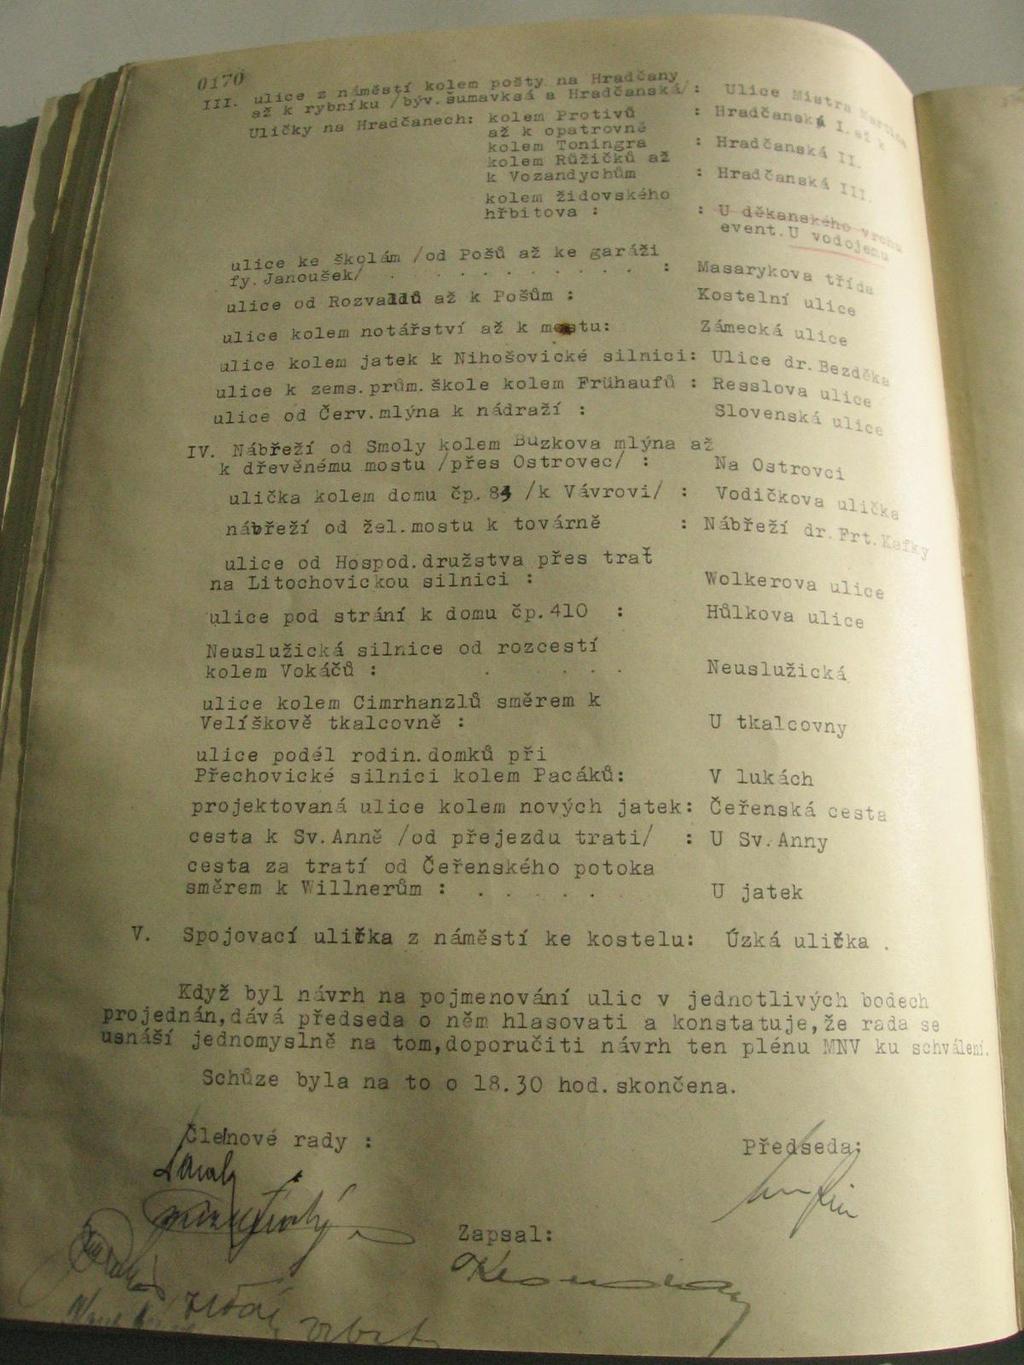 0170
III. ulice z náměstí kolem pošty na Hradčany
až k rybníku /býv.šumavská a Hradčanská/ : Ulice Mistra
Uličky na Hradčanech: kolem Protivů : Hradčanská I. až k
až k opatrovně
kolem Toningra : Hradčanská II.
kolem Růžičků až
k Vozandychům : Hradčanská III.
kolem židovského
hřbitova : : U děkanského vrchu
event. U vodojemu
ulice ke školám /od Pošů až ke garáži
fy.Janoušek/ . . . . . . . . . . : Masarykova třída
ulice od Rozvaldů až k Pošům : Kostelní ulice
ulice kolem notářství až k mostu: Zámecká ulice
ulice kolem jatek k Nihošovické silnici: Ulice dr.Bezděka
ulice k zems.prům.škole kolem Frühaufů : Resslova ulice
ulice od Červ.mlýna k nádraží : Slovenská ulice
IV. Nábřeží od Smoly kolem Buzkova mlýna až
k dřevěnému mostu /přes Ostrovec/ : Na Ostrovci
ulička kolem domu čp.84 /k Vávrovi/ : Vodičkova ulička
nábřeží od žel.mostu k továrně : Nábřeží dr.Frt.Kafky
ulice od Hospod.družstva přes trať
na Litochovickou silnici : Wolkerova ulice
ulice pod strání k domu čp.410 : Hůlkova ulice
Neuslužická silnice od rozcestí
kolem Vokáčů : . . . . . Neuslužická
ulice kolem Cimrhanzlů směrem k
Velíškově tkalcovně : U tkalcovny
ulice podél rodin.domků při
Přechovické silnici kolem Pacáků: V lukách
projektovaná ulice kolem nových jatek: Čeřenská cesta
cesta k Sv.Anně /od přejezdu trati/ : U Sv.Anny
cesta za tratí od Čeřenského potoka
směrem k Willnerům : . . . . . . U jatek
V. Spojovací ulička z náměstí ke kostelu: Úzká ulička .
Když byl návrh na pojmenování ulic v jednotlivých bodech
projednán,dává předseda o něm hlasovati a konstatuje,že rada se
usnáší jednomyslně na tom,doporučiti návrh ten plénu MNV ku schválení.
Schůze byla na to o 18.30 hod.skončena.
Členové rady : Předseda:
Zapsal: